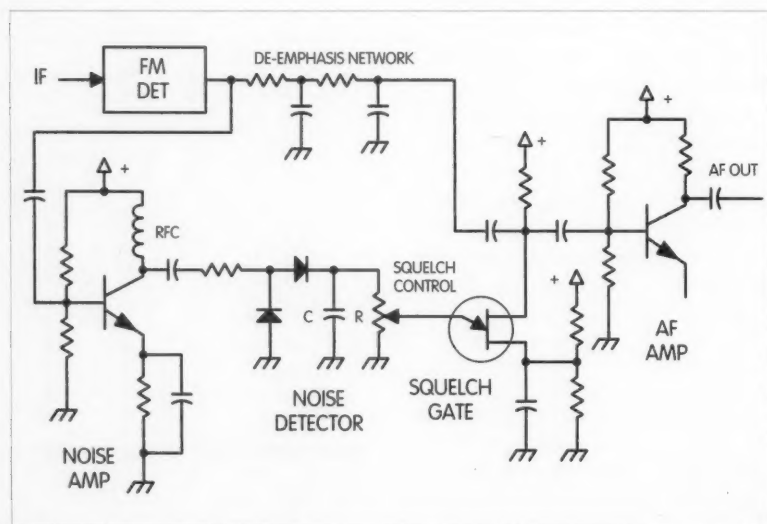 IF
FM
DET
DE-EMPHASIS NETWORK
+
+
+
AF OUT
RFC
SQUELCH
CONTROL
+
C
R
AF
AMP
NOISE
DETECTOR
SQUELCH
GATE
NOISE
AMP